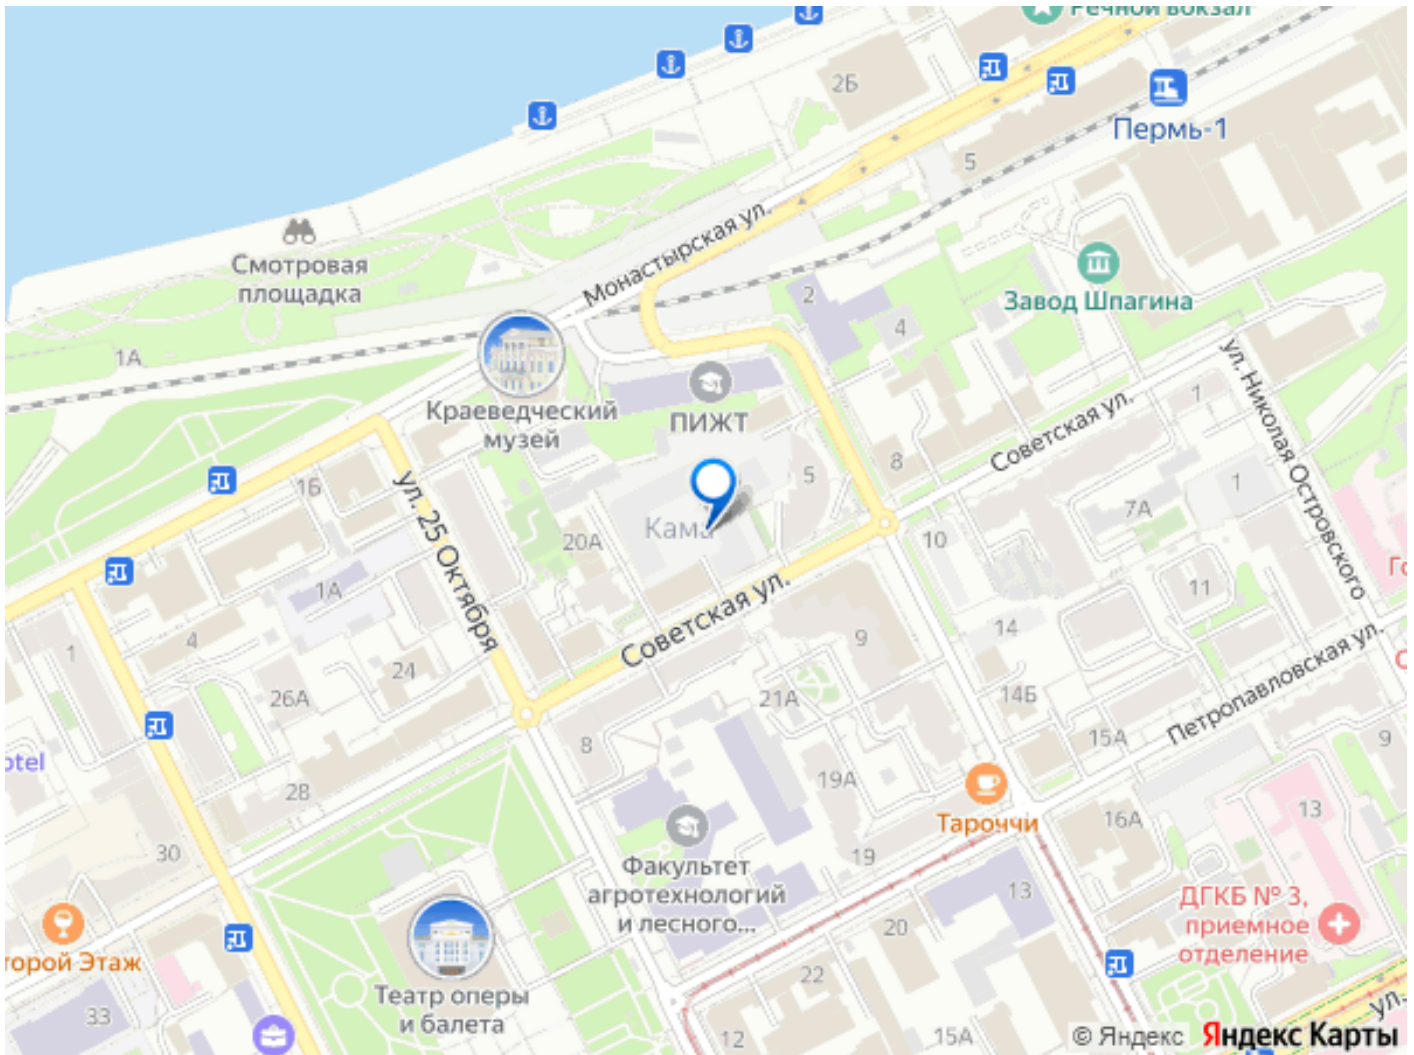 Речной вокзал
2Б
Пермь-1
5
Монастырская ул.
Смотровая
площадка
Завод Шпагина
2
4
1А
Краеведческий
музей
ПИЖТ
ул. Николая Островского
1
Советская ул.
8
5
1
1Б
ул. 25 Октября
Кама
7А
20А
10
11
1А
Советская ул.
14
9
4
1
24
26А
21А
14Б
Петропавловская ул.
15А
9
8
otel
19А
28
13
Тароччи
16А
30
19
Факультет
агротехнологий
и лесного...
13
ДГКБ № 3,
приемное
отделение
20
торой Этаж
22
Театр оперы
и балета
33
12
15А
ул.
© Яндекс Яндекс Карты